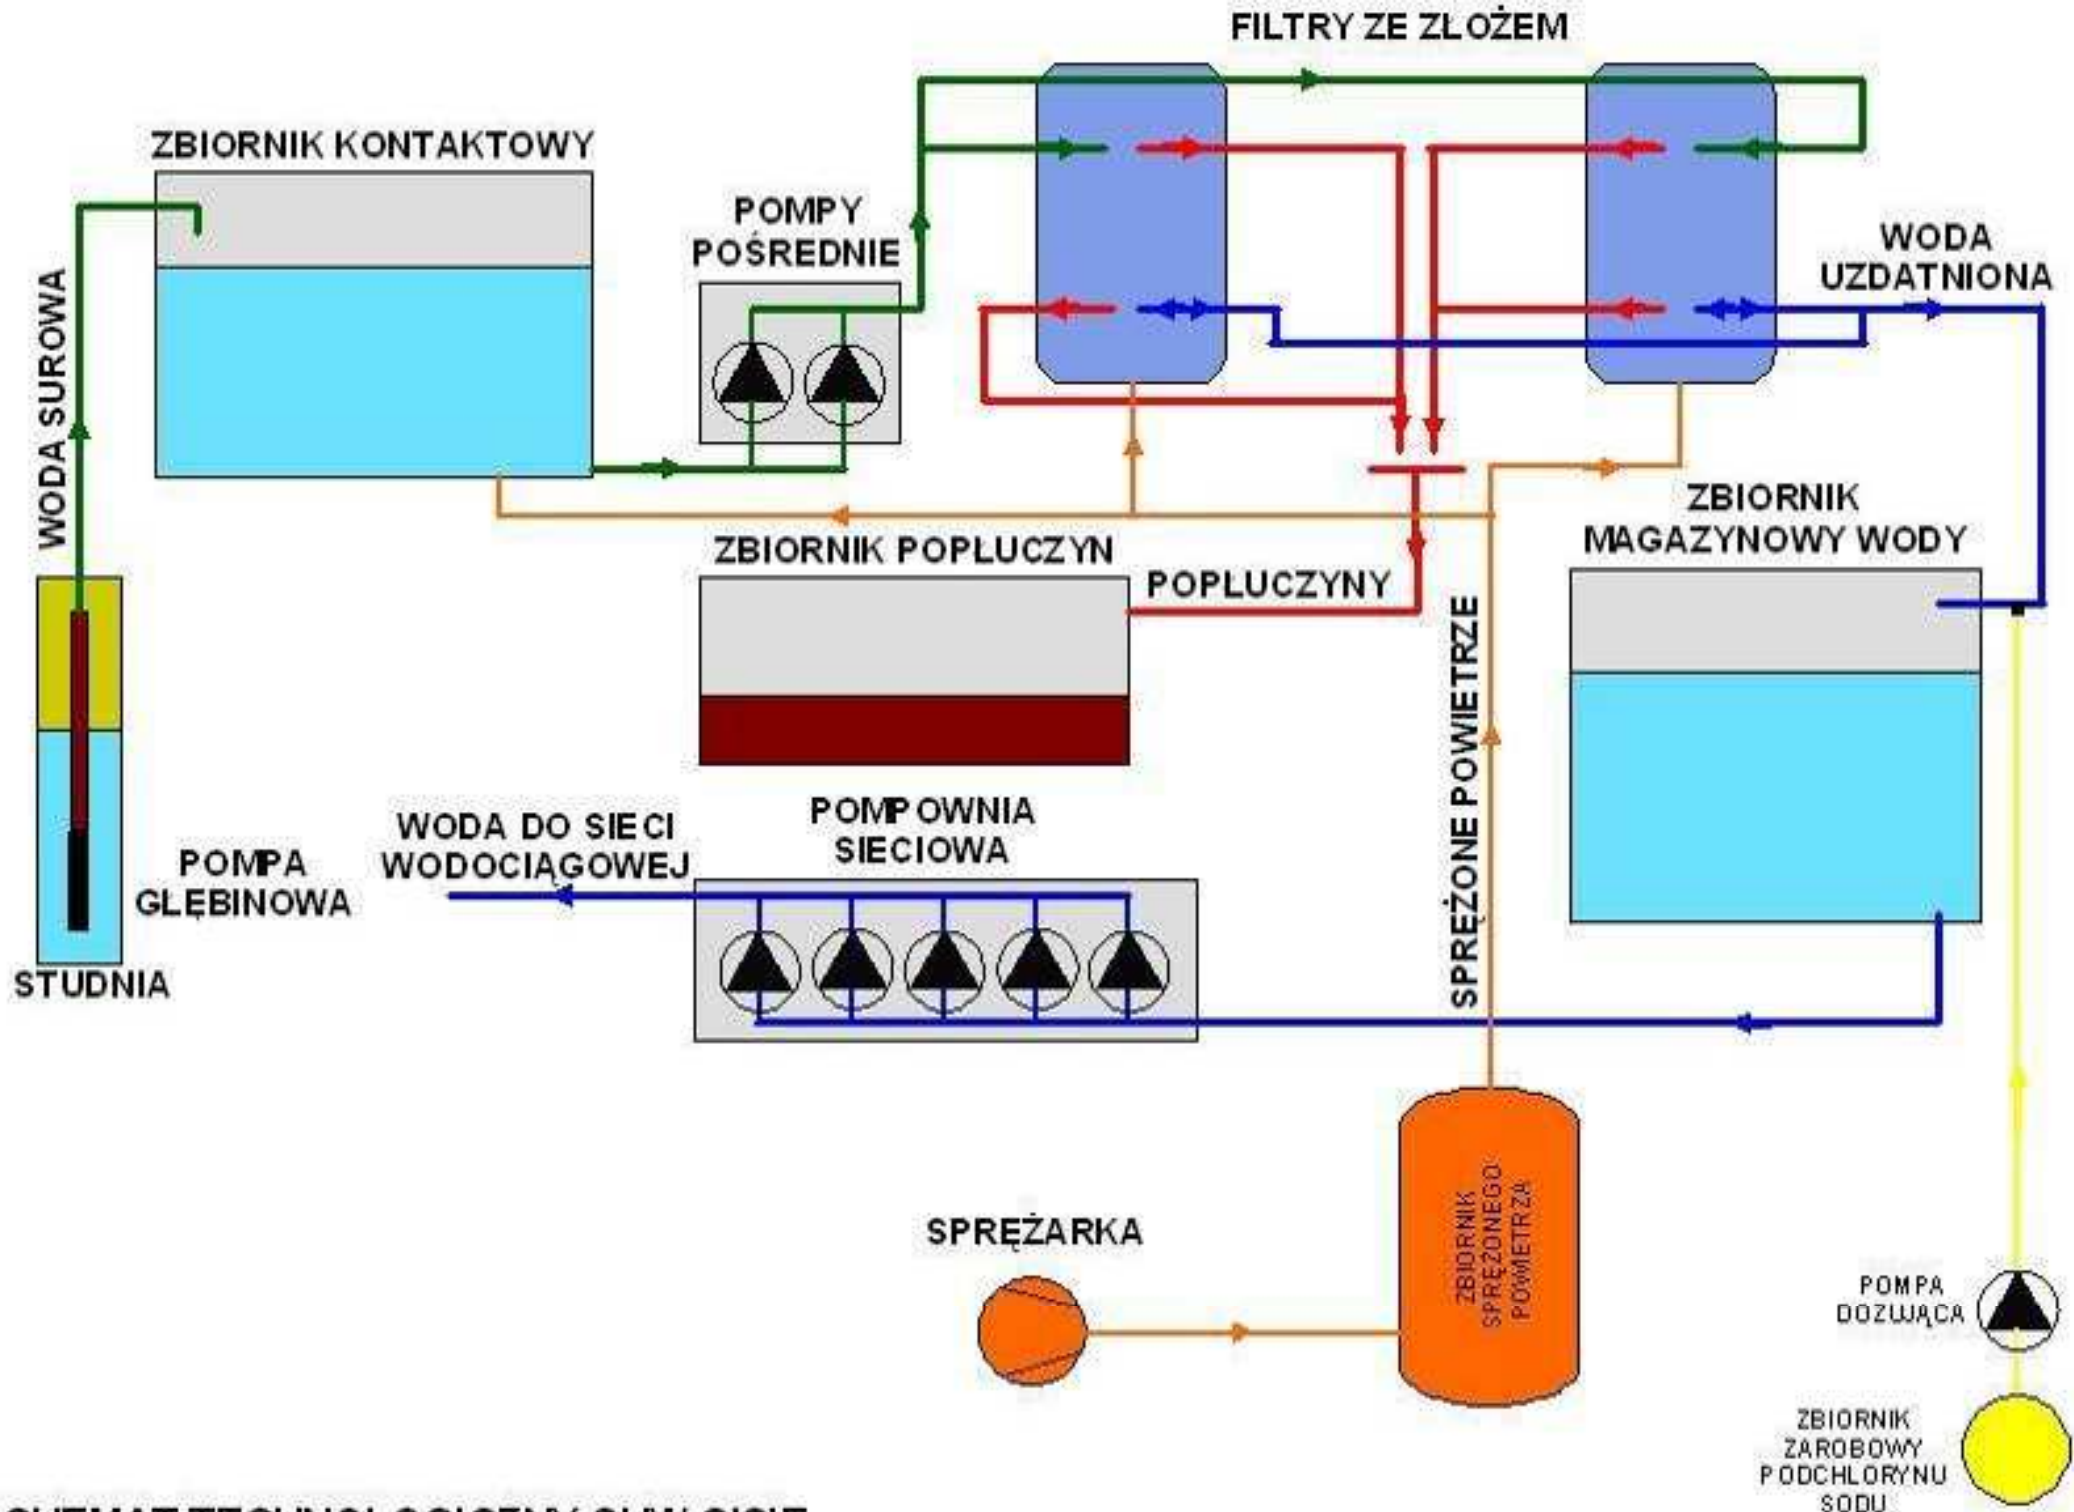 FILTRY ZE ZŁOŻEM
ZBIORNIK KONTAKTOWY
POMPY
POŚREDNIE
WODA
UZDATNIONA
WODA SUROWA
ZBIORNIK
MAGAZYNOWY WODY
ZBIORNIK POPŁUCZYN
POPŁUCZYNY
SPRĘŻONE POWIETRZE
POMPOWNIA
SIECIOWA
WODA DO SIECI
WODOCIĄGOWEJ
POMPA
GŁĘBINOWA
STUDNIA
SPRĘŻARKA
ZBIORNIK
SPRĘŻONEGO
POWIETRZA
POMPA
DOZUJĄCA
ZBIORNIK
ZAROBOWY
PODCHLORYNU
SODU